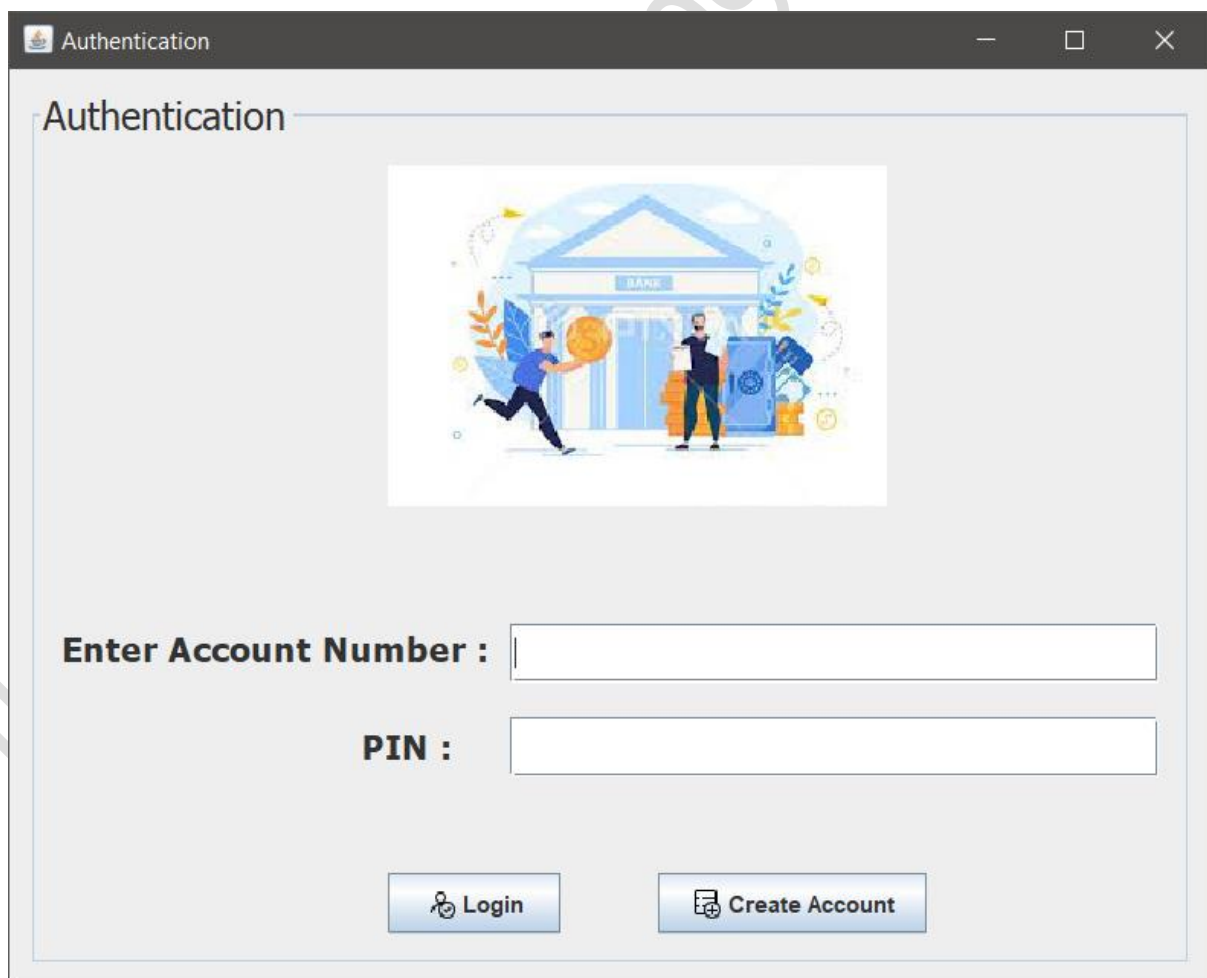 Authentication
Authentication
BANK
Enter Account Number :
PIN :
Login
Create Account